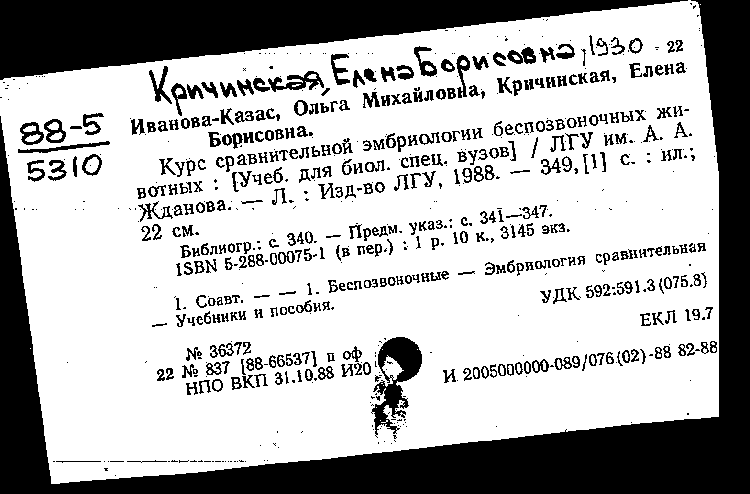 Кричинская, Елена Борисовна, 1930 - 22
88-5
5310
Иванова-Казас, Ольга Михайловна, Кричинская, Елена
Борисовна.
Курс сравнительной эмбриологии беспозвоночных жи-
вотных : [Учеб. для биол. спец. вузов] / ЛГУ им. А. А.
Жданова. — Л. : Изд-во ЛГУ, 1988. — 349,[1] с. : ил.;
22 см.
Библиогр.: с. 340. — Предм. указ.: с. 341—347.
ISBN 5-288-00075-1 (в пер.) : 1 р. 10 к., 3145 экз.
1. Соавт. — — 1. Беспозвоночные — Эмбриология сравнительная
— Учебники и пособия.
УДК 592:591.3(075.8)
ЕКЛ 19.7
№ 36372
22 № 837 [88-66537] п оф
НПО ВКП 31.10.88 И20
И 2005000000-089/076(02)-88 82-88